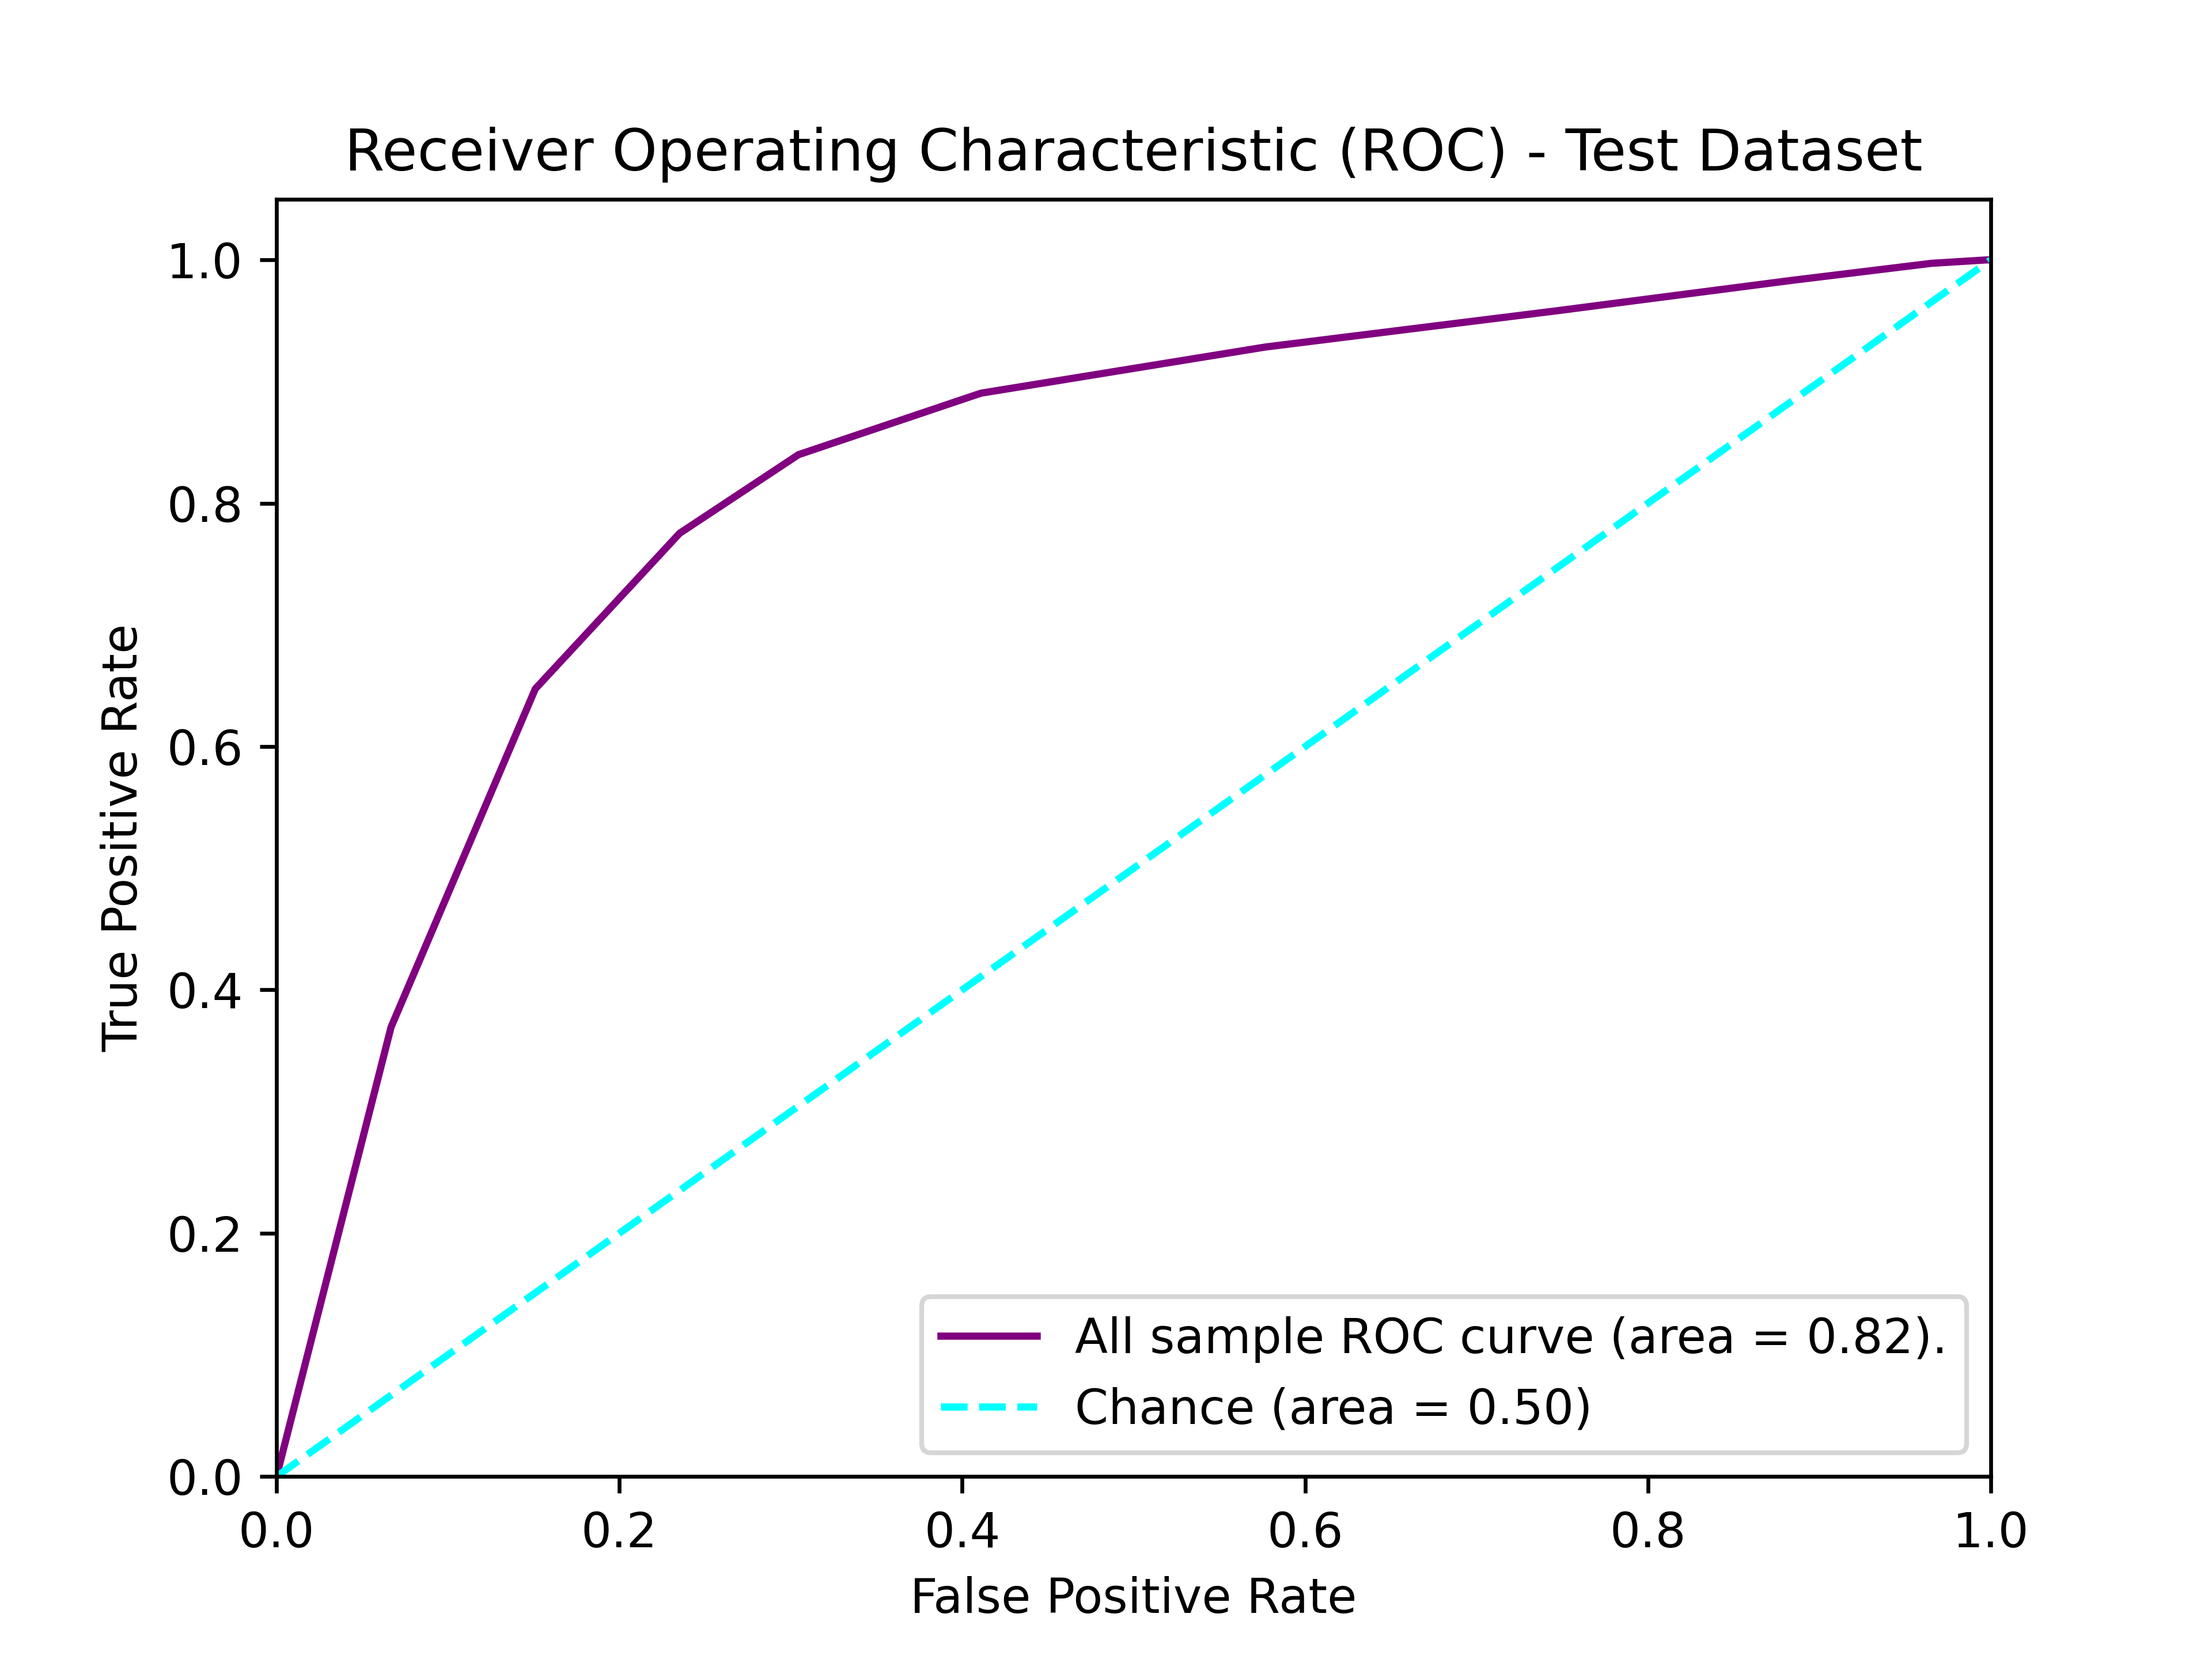 Receiver Operating Characteristic (ROC) - Test Dataset
True Positive Rate
1.0
0.8
0.6
0.4
0.2
0.0
All sample ROC curve (area = 0.82).
Chance (area = 0.50)
0.0 0.2 0.4 0.6 0.8 1.0
False Positive Rate